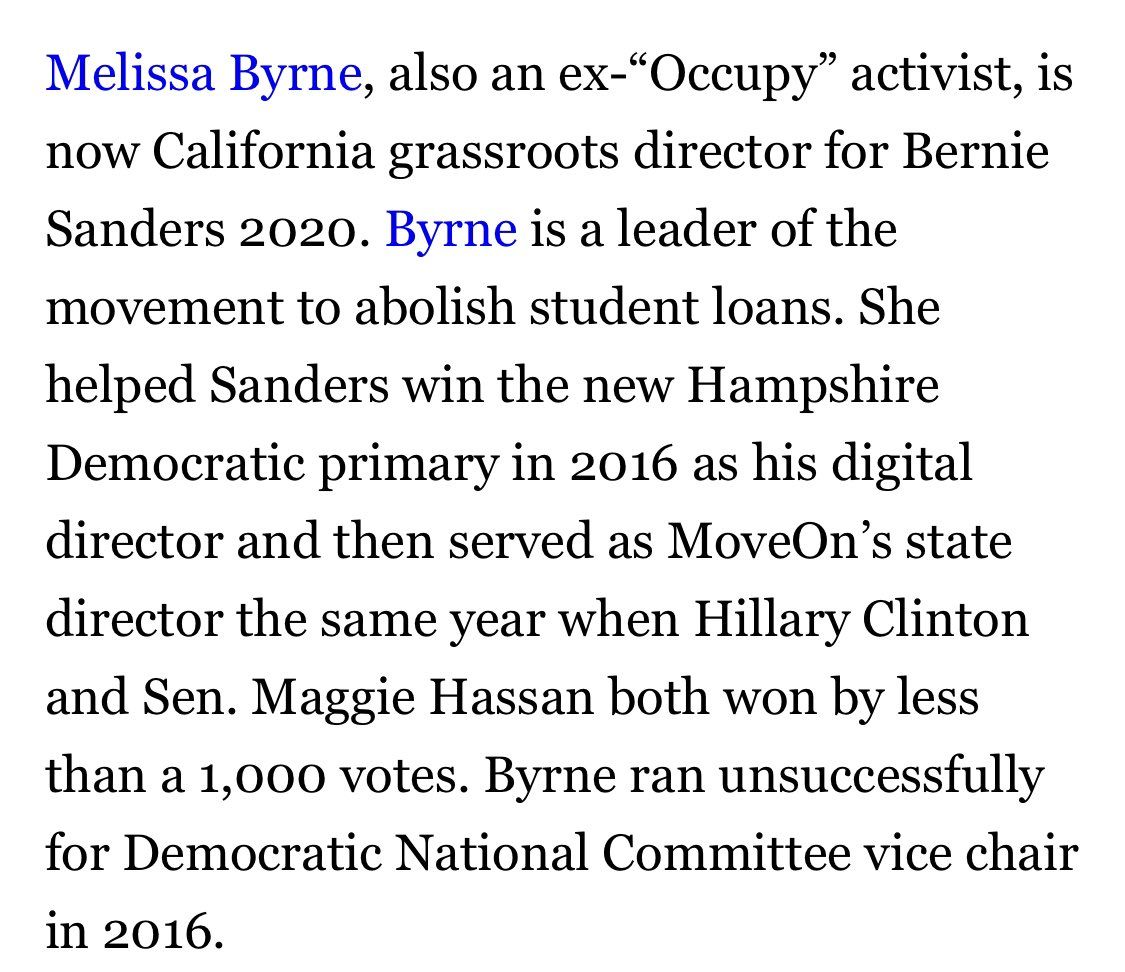 Melissa Byrne, also an ex-“Occupy” activist, is
now California grassroots director for Bernie
Sanders 2020. Byrne is a leader of the
movement to abolish student loans. She
helped Sanders win the new Hampshire
Democratic primary in 2016 as his digital
director and then served as MoveOn’s state
director the same year when Hillary Clinton
and Sen. Maggie Hassan both won by less
than a 1,000 votes. Byrne ran unsuccessfully
for Democratic National Committee vice chair
in 2016.